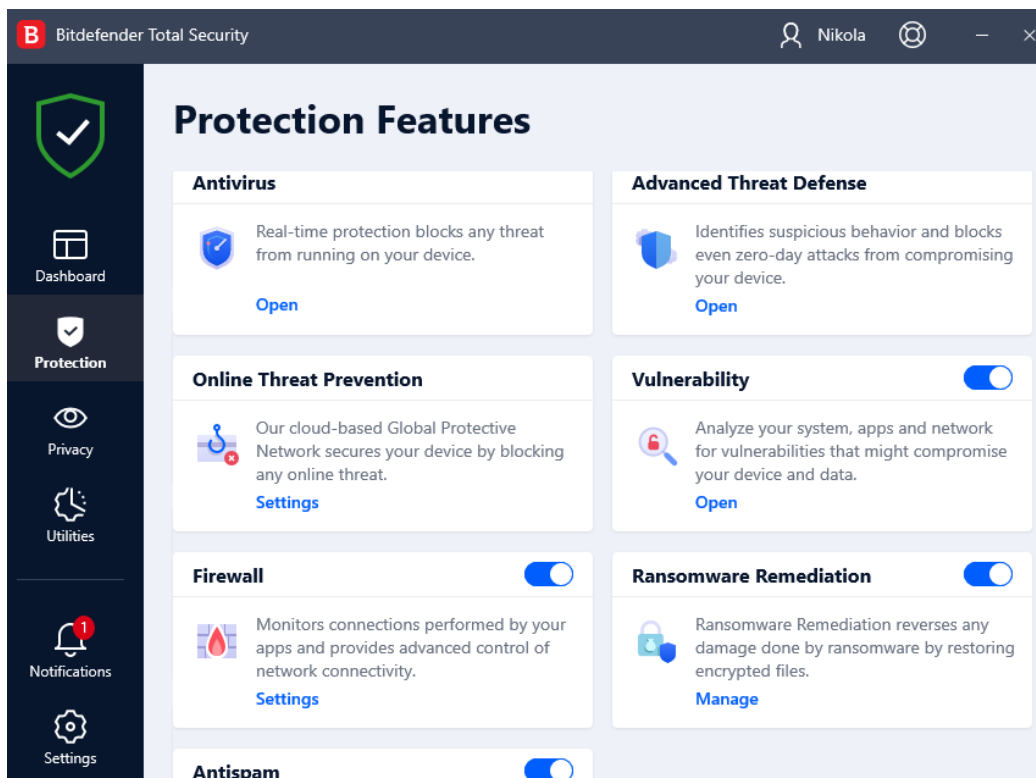 B Bitdefender Total Security
Nikola
Protection Features
Dashboard
Protection
Privacy
Utilities
1
Notifications
Settings
Antivirus
Real-time protection blocks any threat
from running on your device.
Open
Advanced Threat Defense
Identifies suspicious behavior and blocks
even zero-day attacks from compromising
your device.
Open
Online Threat Prevention
Our cloud-based Global Protective
Network secures your device by blocking
any online threat.
Settings
Vulnerability
Analyze your system, apps and network
for vulnerabilities that might compromise
your device and data.
Open
Firewall
Monitors connections performed by your
apps and provides advanced control of
network connectivity.
Settings
Ransomware Remediation
Ransomware Remediation reverses any
damage done by ransomware by restoring
encrypted files.
Manage
Antispam